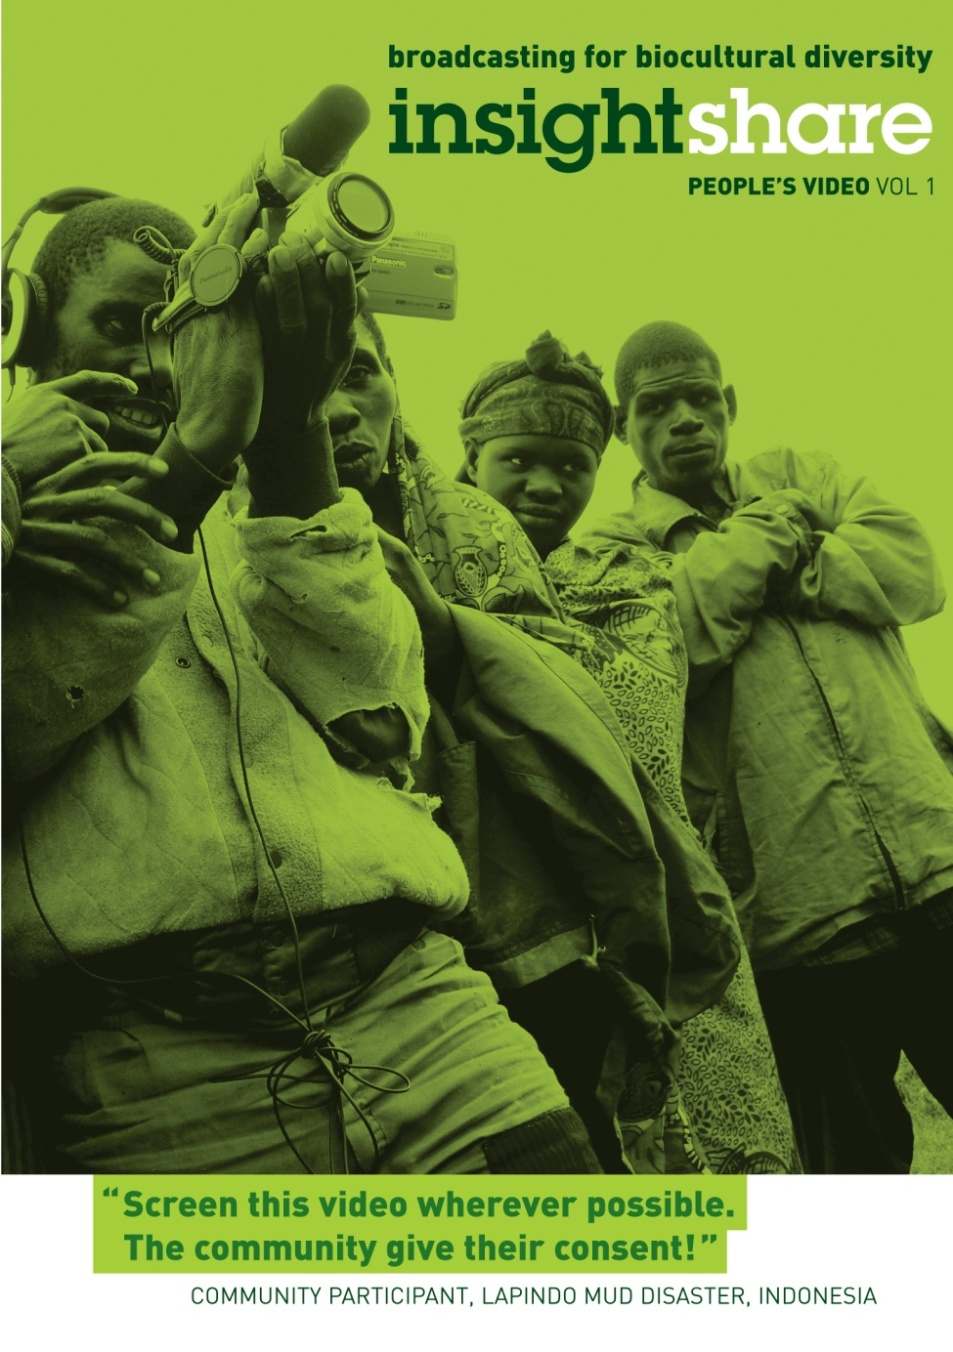 broadcasting for biocultural diversity
insightshare
PEOPLE'S VIDEO VOL 1
Panasonic
“Screen this video wherever possible.
The community give their consent!”
COMMUNITY PARTICIPANT, LAPINDO MUD DISASTER, INDONESIA